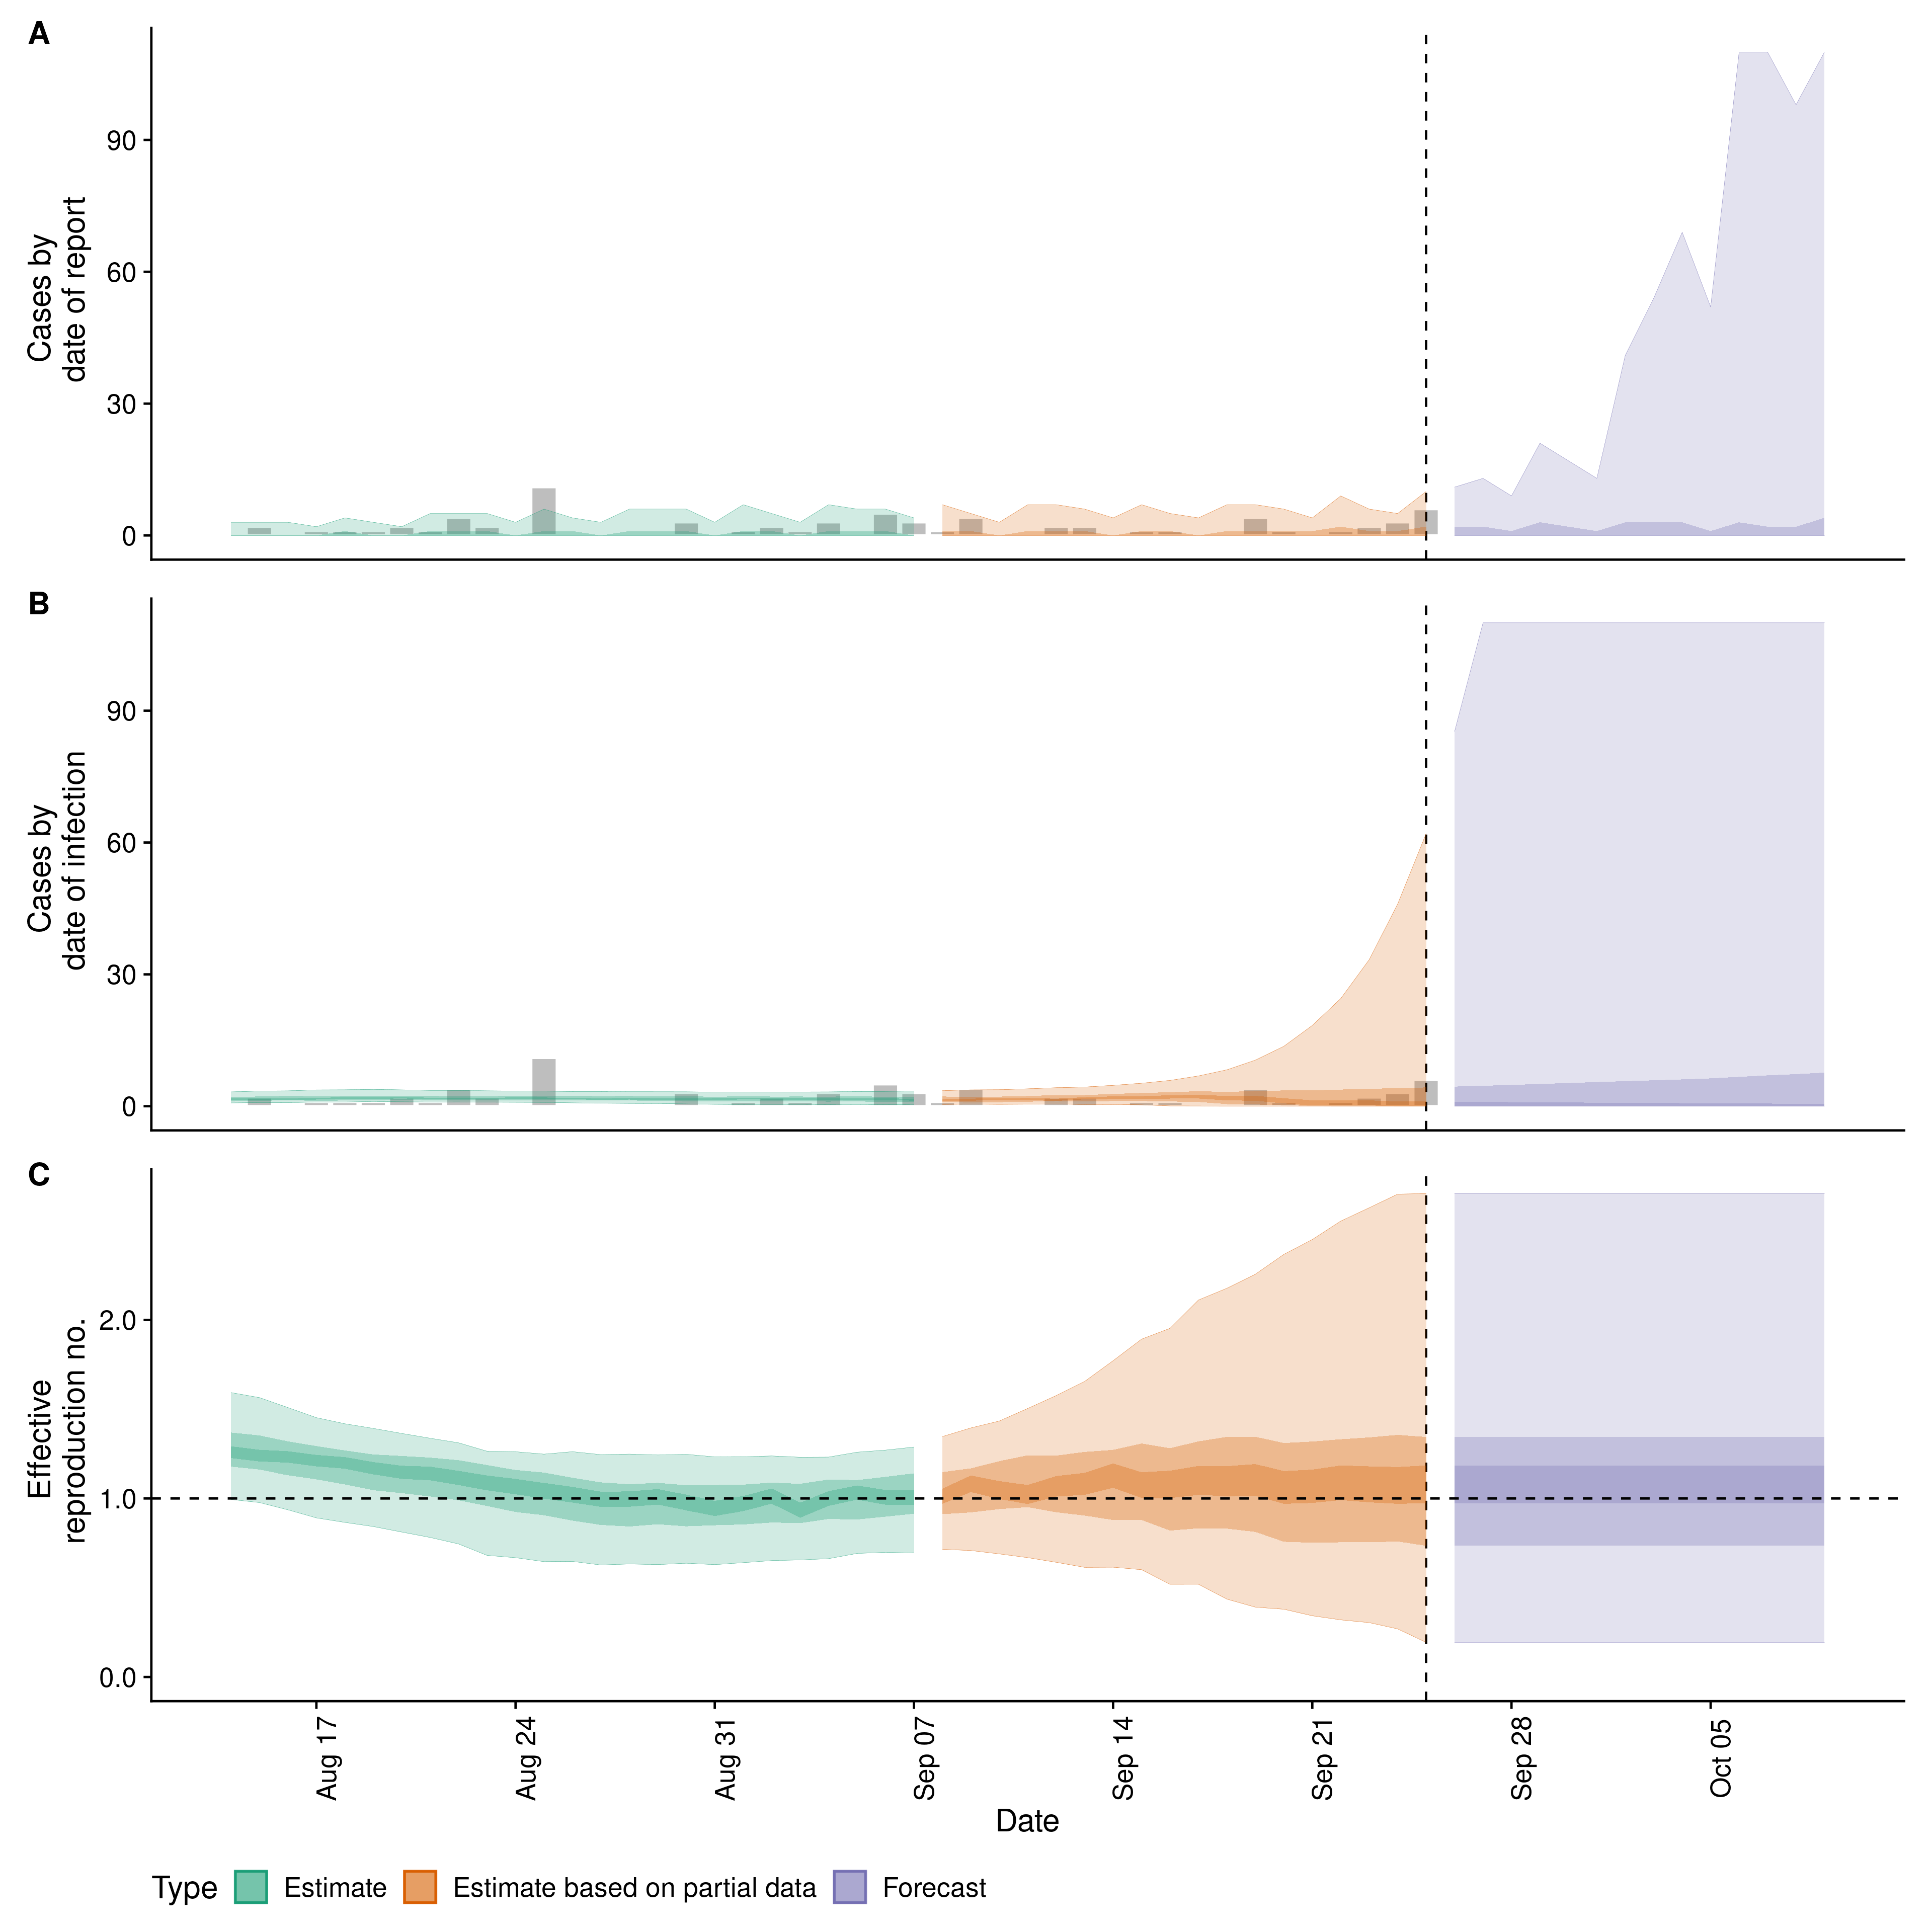 A
Cases by
date of report
90
60
30
0
B
Cases by
date of infection
90
60
30
0
C
Effective
reproduction no.
2.0
1.0
0.0
Aug 17
Aug 24
Aug 31
Sep 07
Sep 14
Sep 21
Sep 28
Oct 05
Date
Type Estimate Estimate based on partial data Forecast